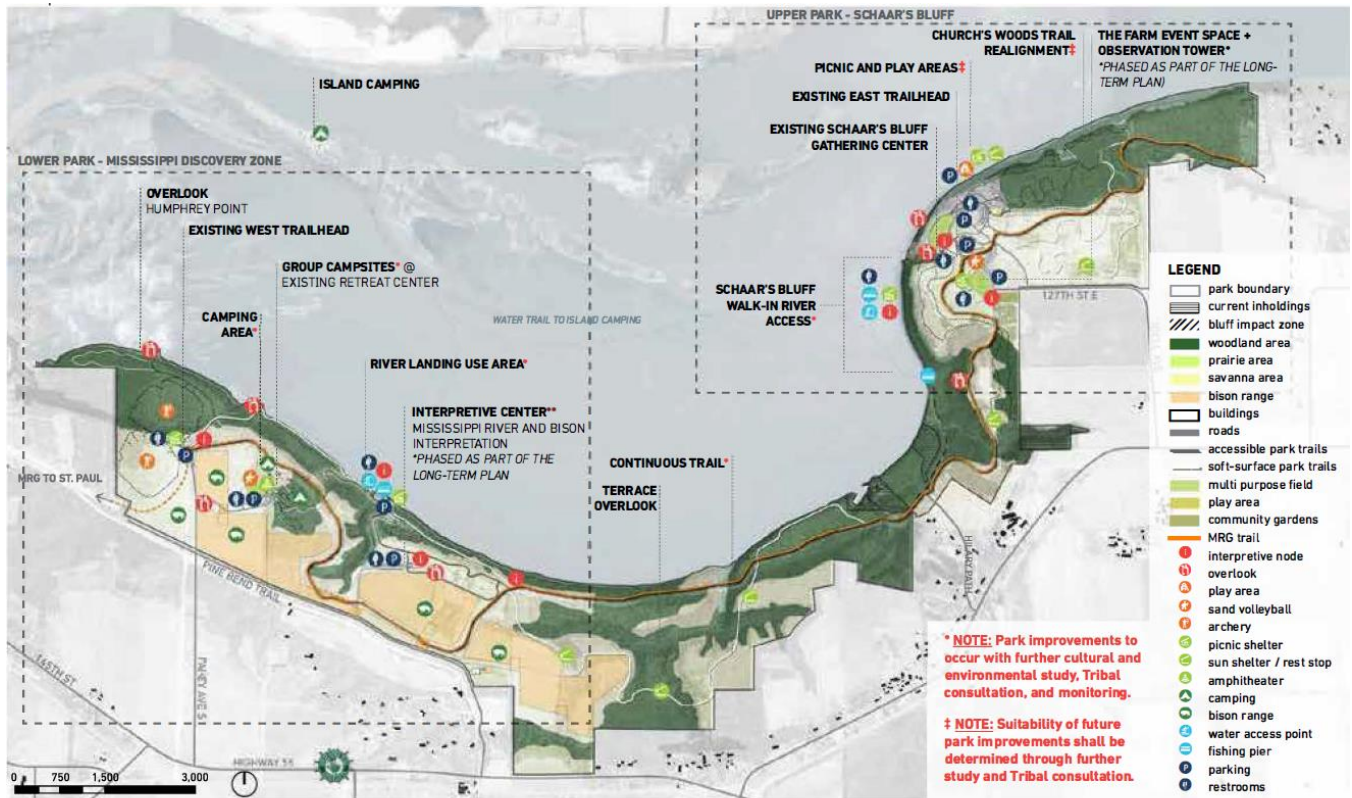 UPPER PARK - SCHAAR'S BLUFF
CHURCH'S WOODS TRAIL
REALIGNMENT‡
THE FARM EVENT SPACE +
OBSERVATION TOWER*
*PHASED AS PART OF THE LONG-
TERM PLAN)
PICNIC AND PLAY AREAS‡
EXISTING EAST TRAILHEAD
EXISTING SCHAAR'S BLUFF
GATHERING CENTER
ISLAND CAMPING
LOWER PARK - MISSISSIPPI DISCOVERY ZONE
OVERLOOK
HUMPHREY POINT
EXISTING WEST TRAILHEAD
GROUP CAMPSITES* @
EXISTING RETREAT CENTER
CAMPING
AREA*
WATER TRAIL TO ISLAND CAMPING
SCHAAR'S BLUFF
WALK-IN RIVER
ACCESS*
127TH ST E
RIVER LANDING USE AREA*
INTERPRETIVE CENTER**
MISSISSIPPI RIVER AND BISON
INTERPRETATION
*PHASED AS PART OF THE
LONG-TERM PLAN
CONTINUOUS TRAIL*
TERRACE
OVERLOOK
MRG TO ST. PAUL
PINE BEND TRAIL
HILARY PATH
145TH ST.
HIGHWAY 55
0 750 1,500 3,000
LEGEND
park boundary
current inholdings
bluff impact zone
woodland area
prairie area
savanna area
bison range
buildings
roads
accessible park trails
soft-surface park trails
multi purpose field
play area
community gardens
MRG trail
interpretive node
overlook
play area
sand volleyball
archery
picnic shelter
sun shelter / rest stop
amphitheater
camping
bison range
water access point
fishing pier
parking
restrooms
* NOTE: Park improvements to
occur with further cultural and
environmental study, Tribal
consultation, and monitoring.
‡ NOTE: Suitability of future
park improvements shall be
determined through further
study and Tribal consultation.